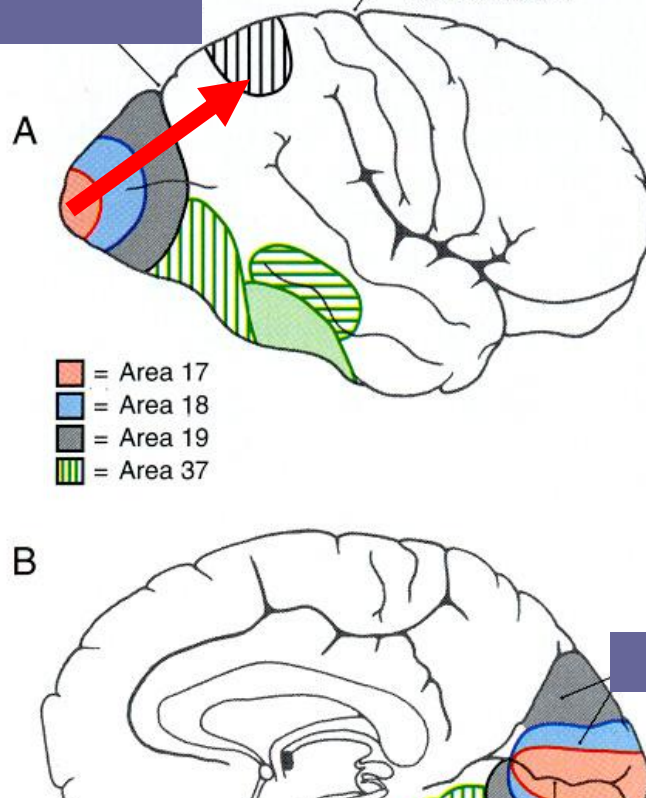 A
= Area 17
= Area 18
= Area 19
= Area 37
B